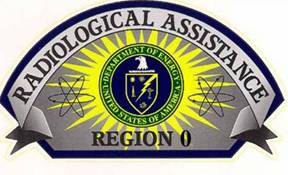 RADIOLOGICAL ASSISTANCE
DEPARTMENT OF ENERGY
UNITED STATES OF AMERICA
REGION 0